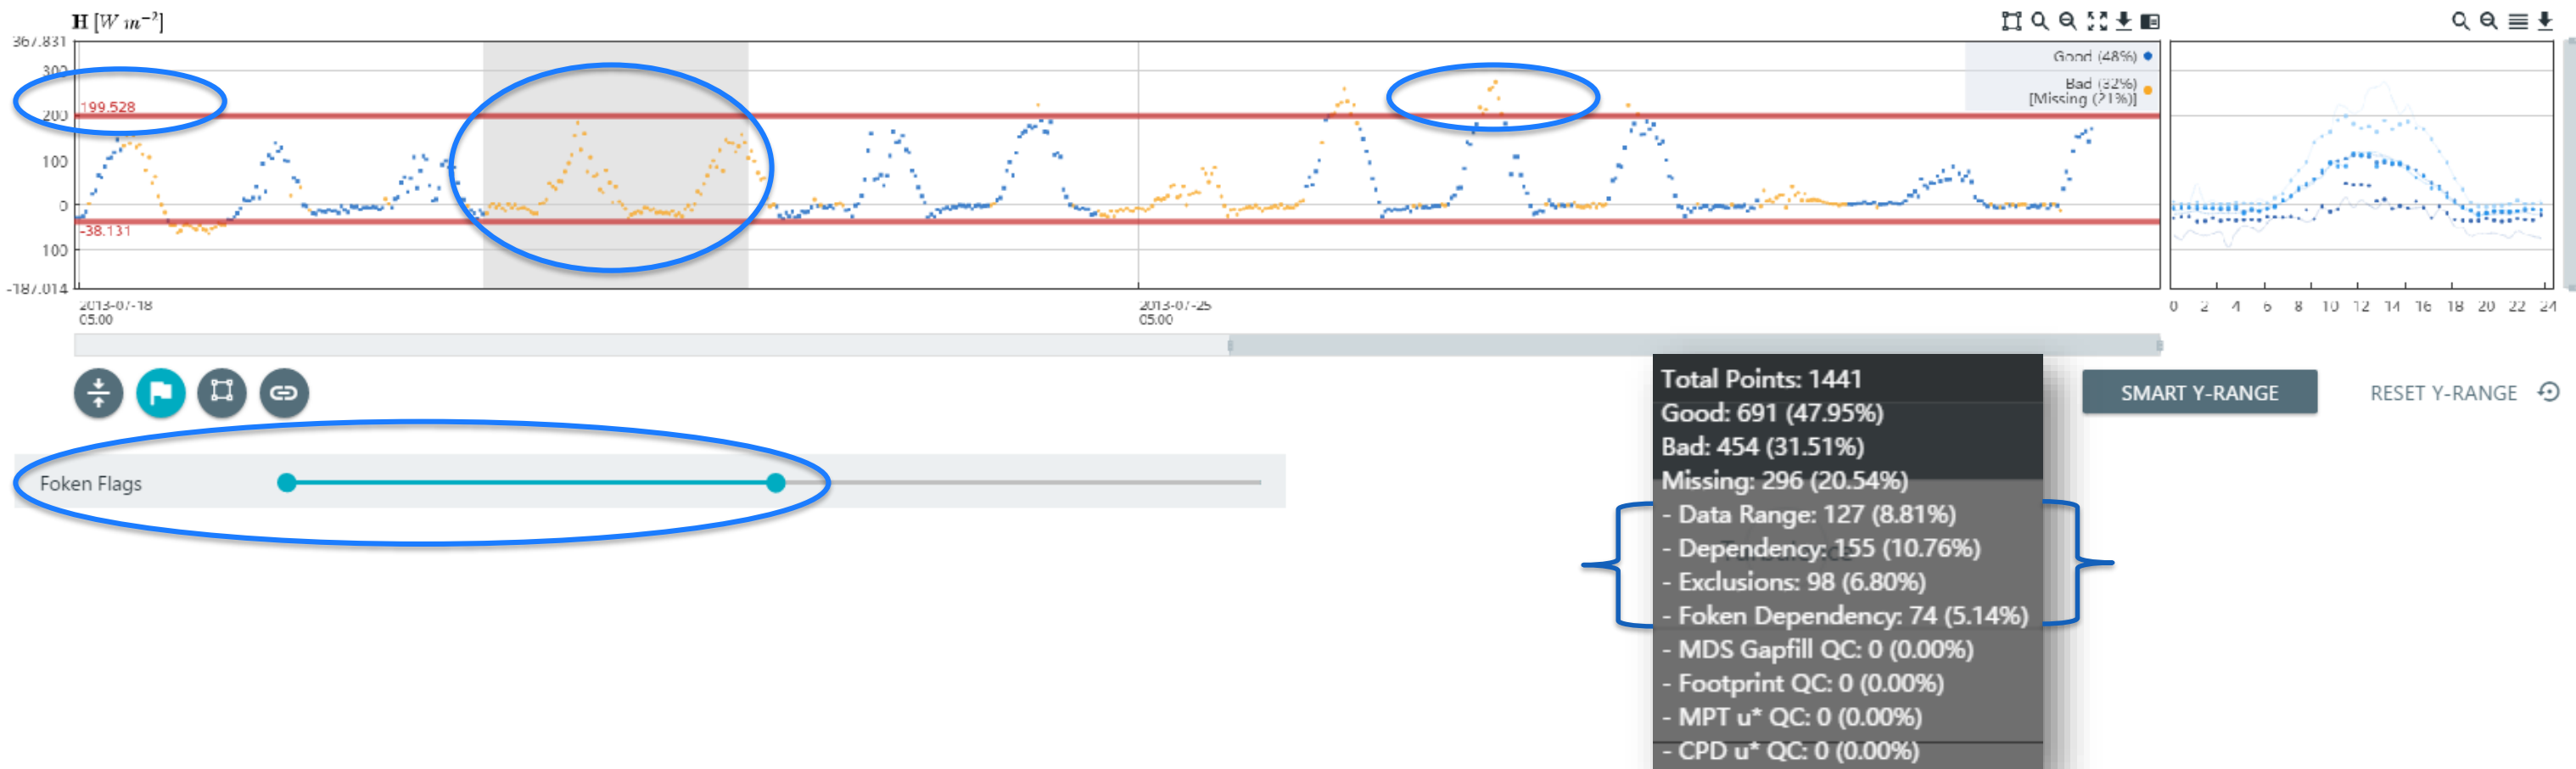 H [W m⁻²]
367.831
300
199.528
200
100
0
-38.131
100
-187.014
2013-07-18
05:00
2013-07-25
05:00
Good (48%)
Bad (32%)
[Missing (21%)]
0 2 4 6 8 10 12 14 16 18 20 22 24
SMART Y-RANGE
RESET Y-RANGE
Foken Flags
Total Points: 1441
Good: 691 (47.95%)
Bad: 454 (31.51%)
Missing: 296 (20.54%)
- Data Range: 127 (8.81%)
- Dependency: 155 (10.76%)
- Exclusions: 98 (6.80%)
- Foken Dependency: 74 (5.14%)
- MDS Gapfill QC: 0 (0.00%)
- Footprint QC: 0 (0.00%)
- MPT u* QC: 0 (0.00%)
- CPD u* QC: 0 (0.00%)